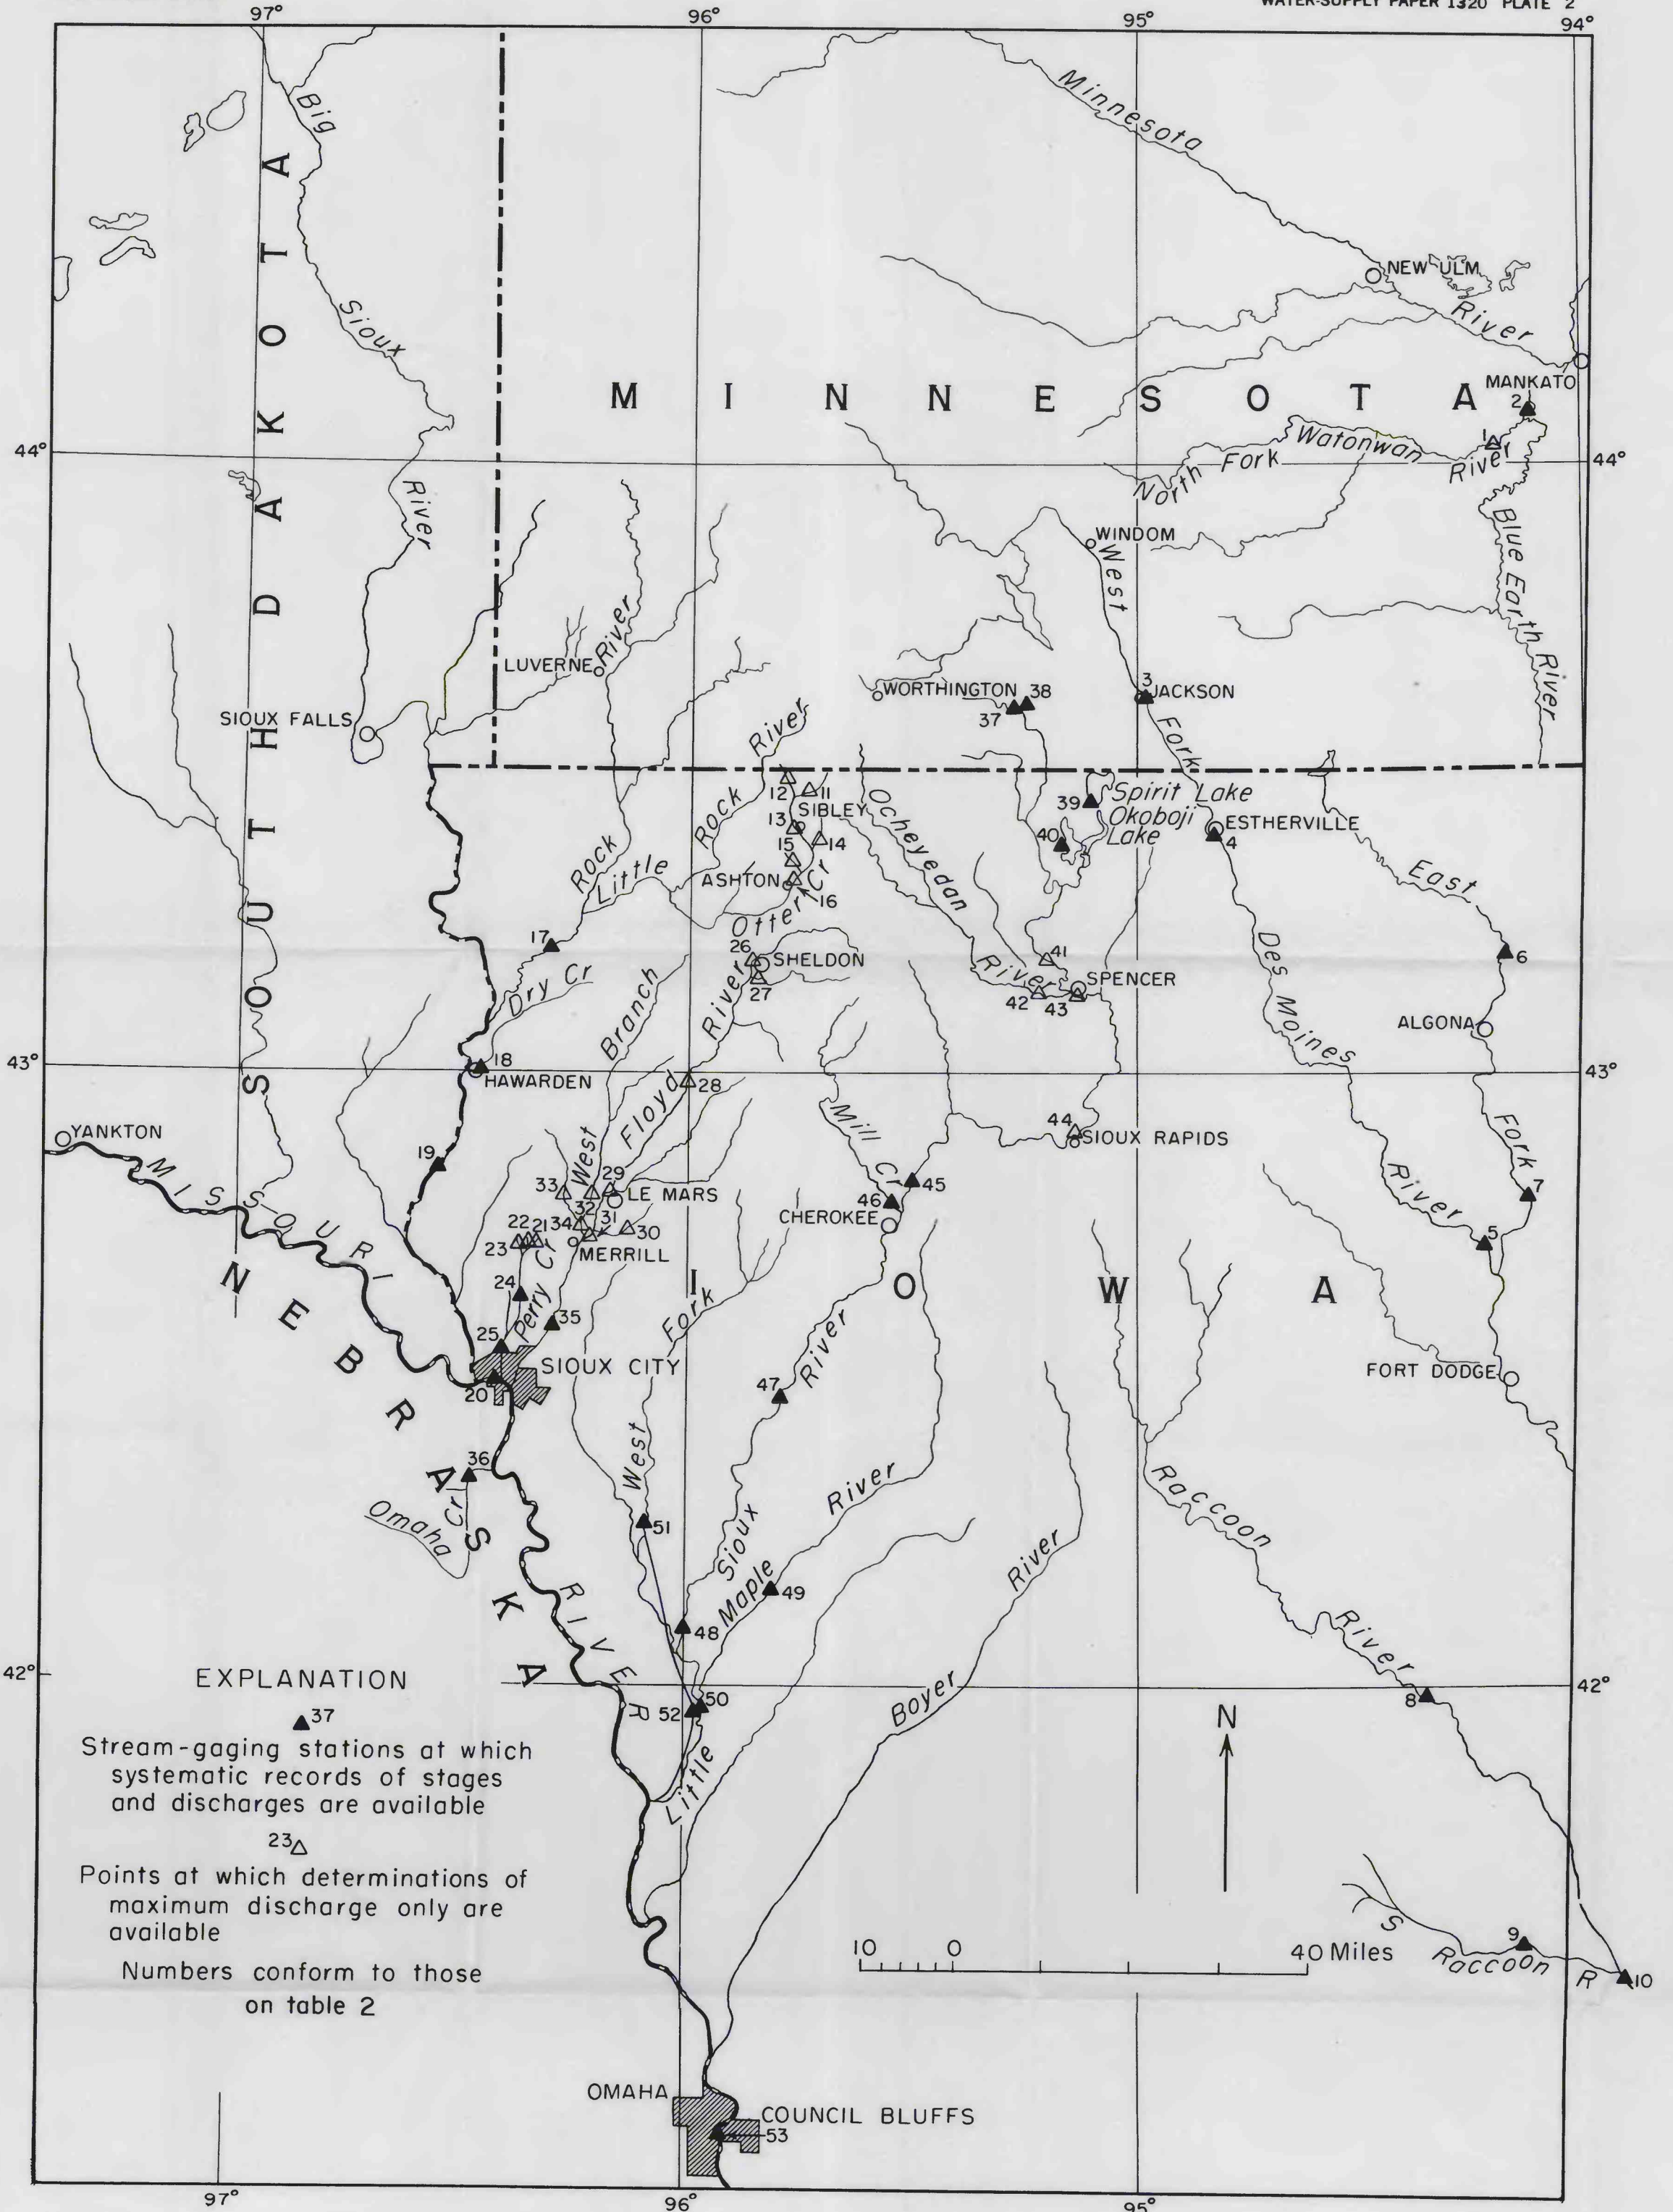 WATER-SUPPLY PAPER 1320 PLATE 2
97°
96°
95°
94°
Big
Minnesota
NEW ULM
River
Sioux
MANKATO
2
MINNESOTA
1
44°
44°
Watonwan
North Fork
River
River
WINDOM
West
Blue Earth River
SOUTH DAKOTA
River
LUVERNE
WORTHINGTON
38
3
JACKSON
37
SIOUX FALLS
River
Fork
12
11
39
Spirit Lake
Rock
SIBLEY
Ocheyedan
Okoboji
Lake
ESTHERVILLE
13
14
40
4
15
Rock
Little
ASHTON
Cr
16
East
Otter
17
26
SHELDON
41
Des Moines
6
Dry Cr
27
River
SPENCER
42
43
Branch
River
ALGONA
43°
18
43°
HAWARDEN
28
Floyd
YANKTON
Mill
44
SIOUX RAPIDS
Fork
West
19
33
29
LE MARS
Cr
45
7
32
46
CHEROKEE
River
22
21
34
31
30
5
23
MERRILL
MISSOURI
Cr
24
Perry
IOWA
NEBRASKA
35
Fork
25
River
SIOUX CITY
FORT DODGE
20
47
36
West
River
Raccoon
Cr
Omaha
51
Sioux
River
49
Maple
48
RIVER
River
42°
42°
EXPLANATION
50
52
Boyer
8
N
37
Stream-gaging stations at which
systematic records of stages
and discharges are available
Little
23
Points at which determinations of
maximum discharge only are
available
S
9
10 0 40 Miles
Raccoon R
10
Numbers conform to those
on table 2
OMAHA
COUNCIL BLUFFS
53
97°
96°
95°